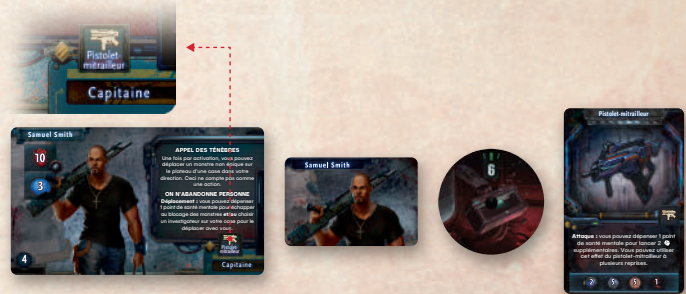 Pistolet-
mitrailleur
Capitaine
Samuel Smith
10
3
4
APPEL DES TÉNÈBRES
Une fois par activation, vous pouvez
déplacer un monstre non épique sur
le plateau d'une case dans votre
direction. Ceci ne compte pas comme
une action.
ON N'ABANDONNE PERSONNE
Déplacement : vous pouvez dépenser
1 point de santé mentale pour échapper
au blocage des monstres et/ou choisir
un investigateur sur votre case pour le
déplacer avec vous.
Pistolet-
mitrailleur
Capitaine
Samuel Smith
6
Pistolet-mitrailleur
Attaque : vous pouvez dépenser 1 point
de santé mentale pour lancer 2
supplémentaires. Vous pouvez utiliser
cet effet du pistolet-mitrailleur à
plusieurs reprises.
2 5 5 1